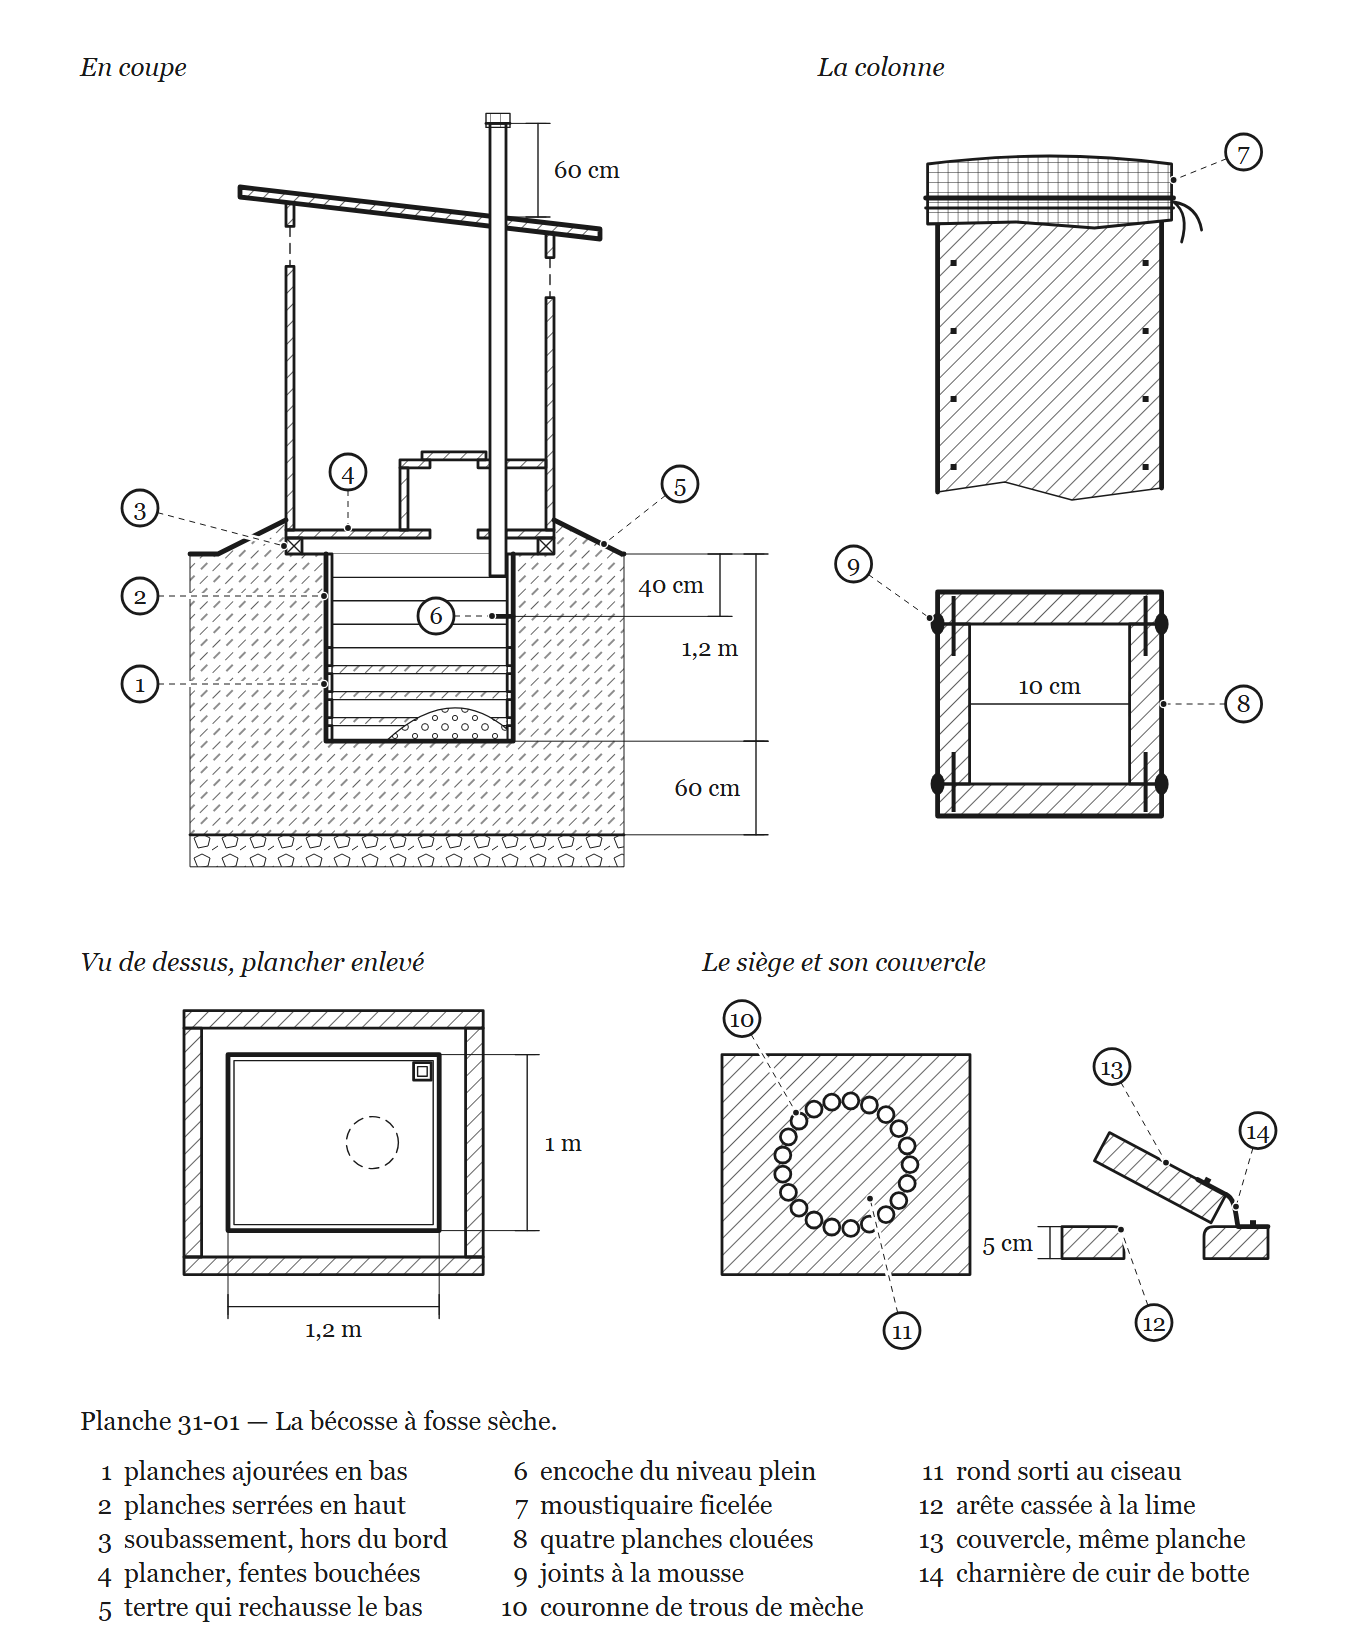 En coupe
La colonne
60 cm
7
4
5
3
9
2
40 cm
6
1,2 m
1
10 cm
8
60 cm
Vu de dessus, plancher enlevé
Le siège et son couvercle
10
13
14
1 m
5 cm
12
11
1,2 m
Planche 31-01 — La bécosse à fosse sèche.
1 planches ajourées en bas
2 planches serrées en haut
3 soubassement, hors du bord
4 plancher, fentes bouchées
5 tertre qui rechausse le bas
6 encoche du niveau plein
7 moustiquaire ficelée
8 quatre planches clouées
9 joints à la mousse
10 couronne de trous de mèche
11 rond sorti au ciseau
12 arête cassée à la lime
13 couvercle, même planche
14 charnière de cuir de botte